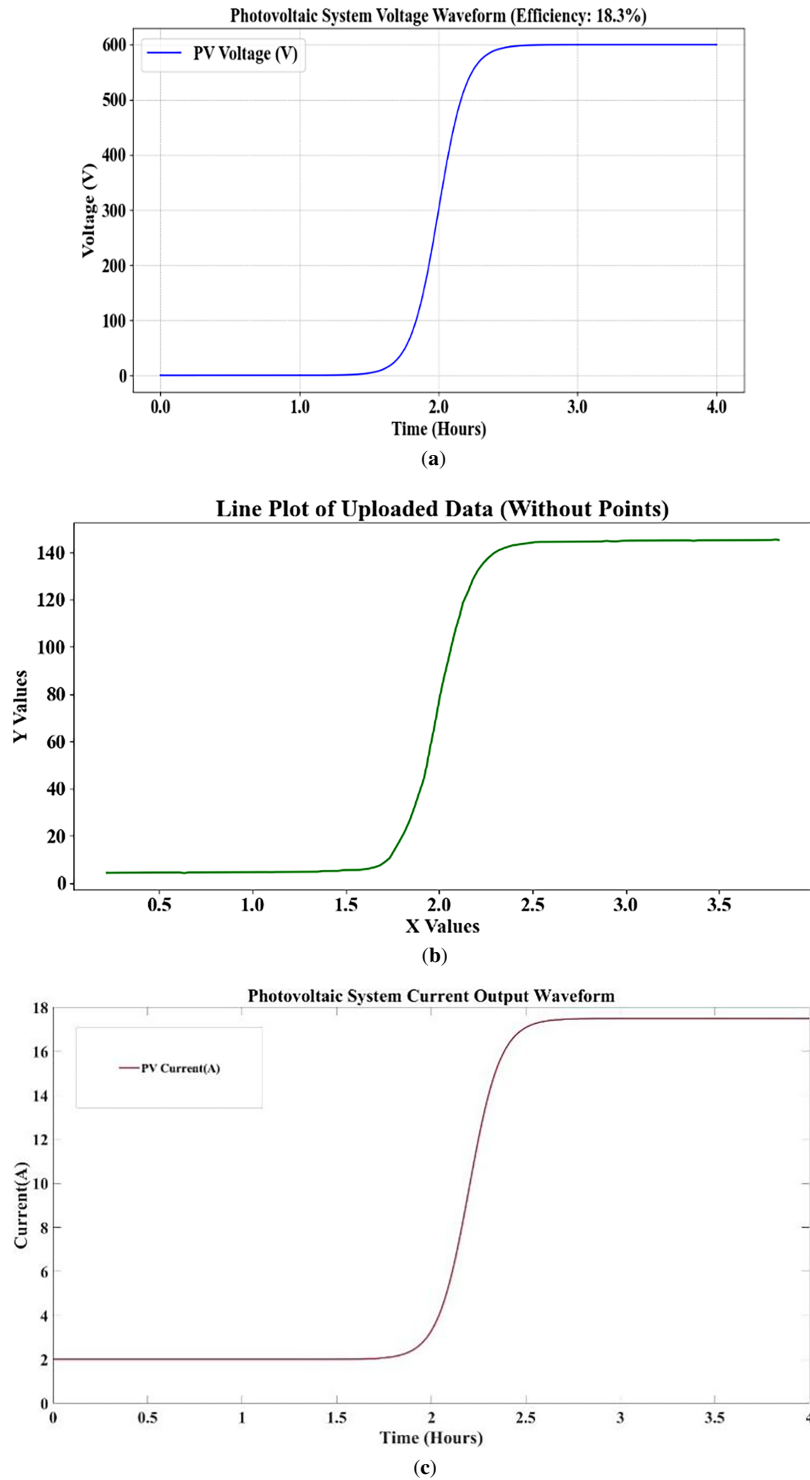 Photovoltaic System Voltage Waveform (Efficiency: 18.3%)
PV Voltage (V)
600
500
400
300
200
100
0
Voltage (V)
0.0 1.0 2.0 3.0 4.0
Time (Hours)
(a)
Line Plot of Uploaded Data (Without Points)
140
120
100
80
60
40
20
0
Y Values
0.5 1.0 1.5 2.0 2.5 3.0 3.5
X Values
(b)
Photovoltaic System Current Output Waveform
PV Current(A)
18
16
14
12
10
8
6
4
2
0
Current(A)
0 0.5 1 1.5 2 2.5 3 3.5 4
Time (Hours)
(c)